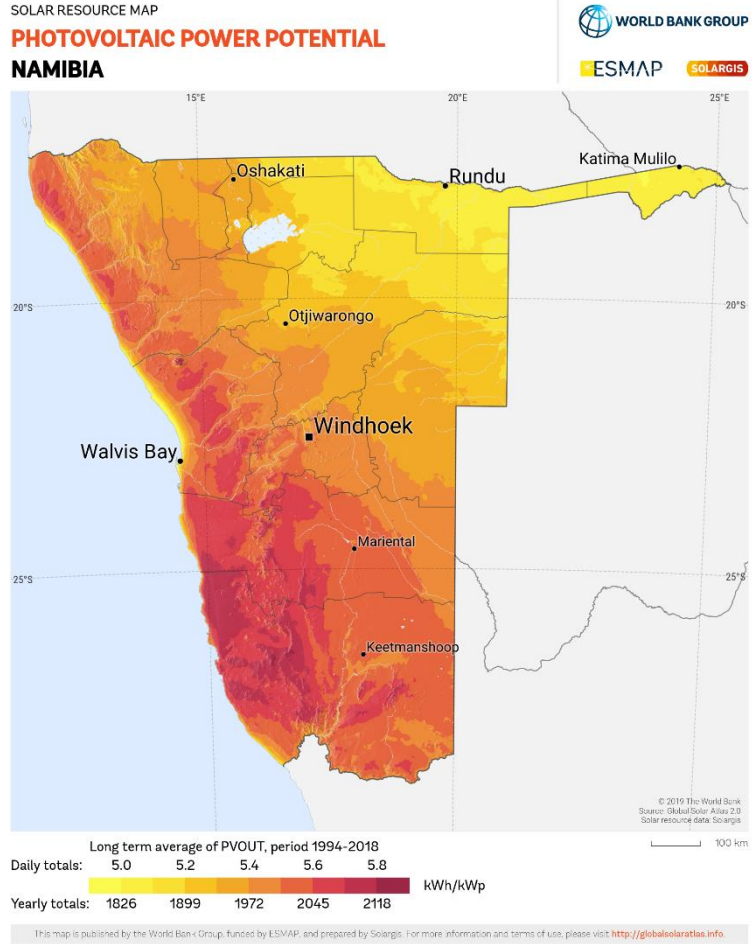 SOLAR RESOURCE MAP
PHOTOVOLTAIC POWER POTENTIAL
NAMIBIA
WORLD BANK GROUP
ESMAP
SOLARGIS
15°E
20°E
25°E
Katima Mulilo
Oshakati
Rundu
20°S
20°S
Otjiwarongo
Windhoek
Walvis Bay
Mariental
25°S
25°S
Keetmanshoop
© 2019 The World Bank
Source: Global Solar Atlas 2.0
Solar resource data: Solargis
100 km
Long term average of PVOUT, period 1994-2018
Daily totals: 5.0 5.2 5.4 5.6 5.8
kWh/kWp
Yearly totals: 1826 1899 1972 2045 2118
This map is published by the World Bank Group, funded by ESMAP, and prepared by Solargis. For more information and terms of use, please visit http://globalsolaratlas.info.